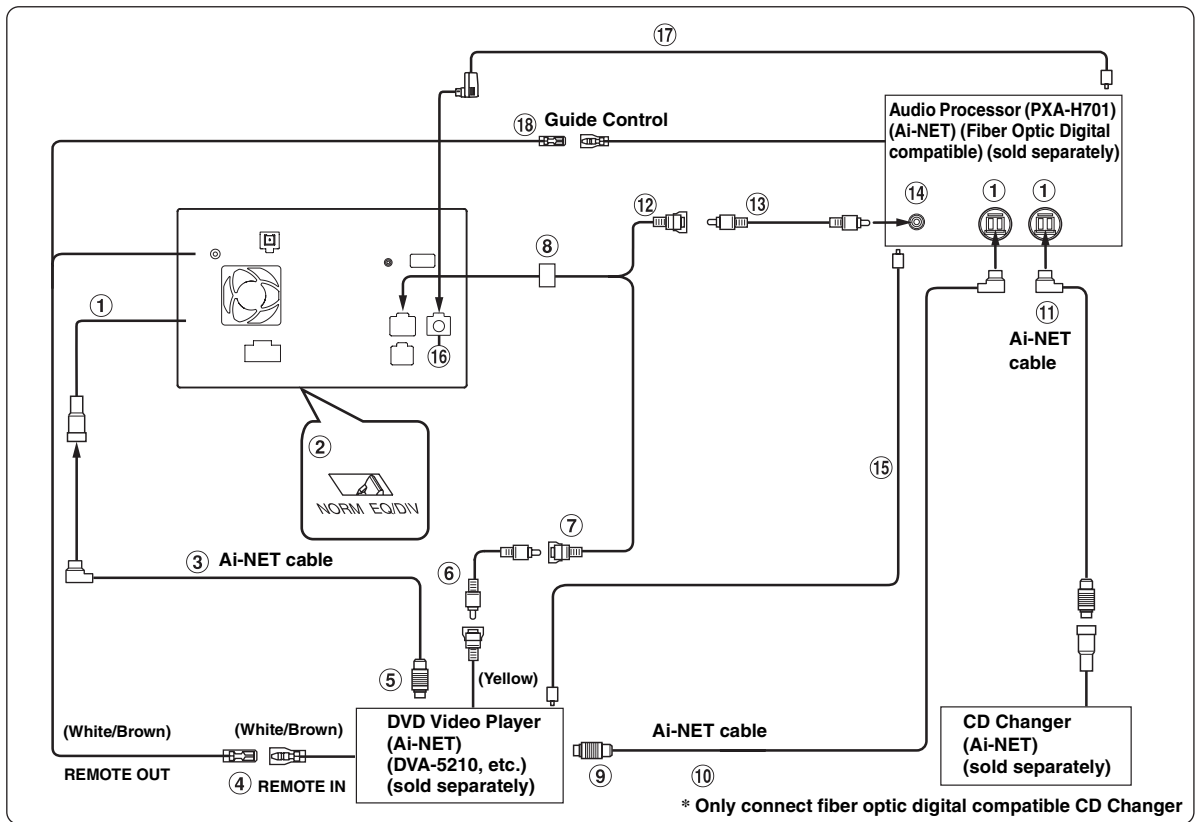 ⑰
⑱ Guide Control
Audio Processor (PXA-H701)
(Ai-NET) (Fiber Optic Digital
compatible) (sold separately)
⑭ ① ①
⑫ ⑬
⑧
①
⑯
⑪
Ai-NET
cable
②
NORM EQ/DIV
⑮
⑦
③ Ai-NET cable
⑥
⑤ (Yellow)
(White/Brown) (White/Brown)
REMOTE OUT ④ REMOTE IN
DVD Video Player
(Ai-NET)
(DVA-5210, etc.)
(sold separately)
Ai-NET cable
⑨ ⑩
CD Changer
(Ai-NET)
(sold separately)
* Only connect fiber optic digital compatible CD Changer